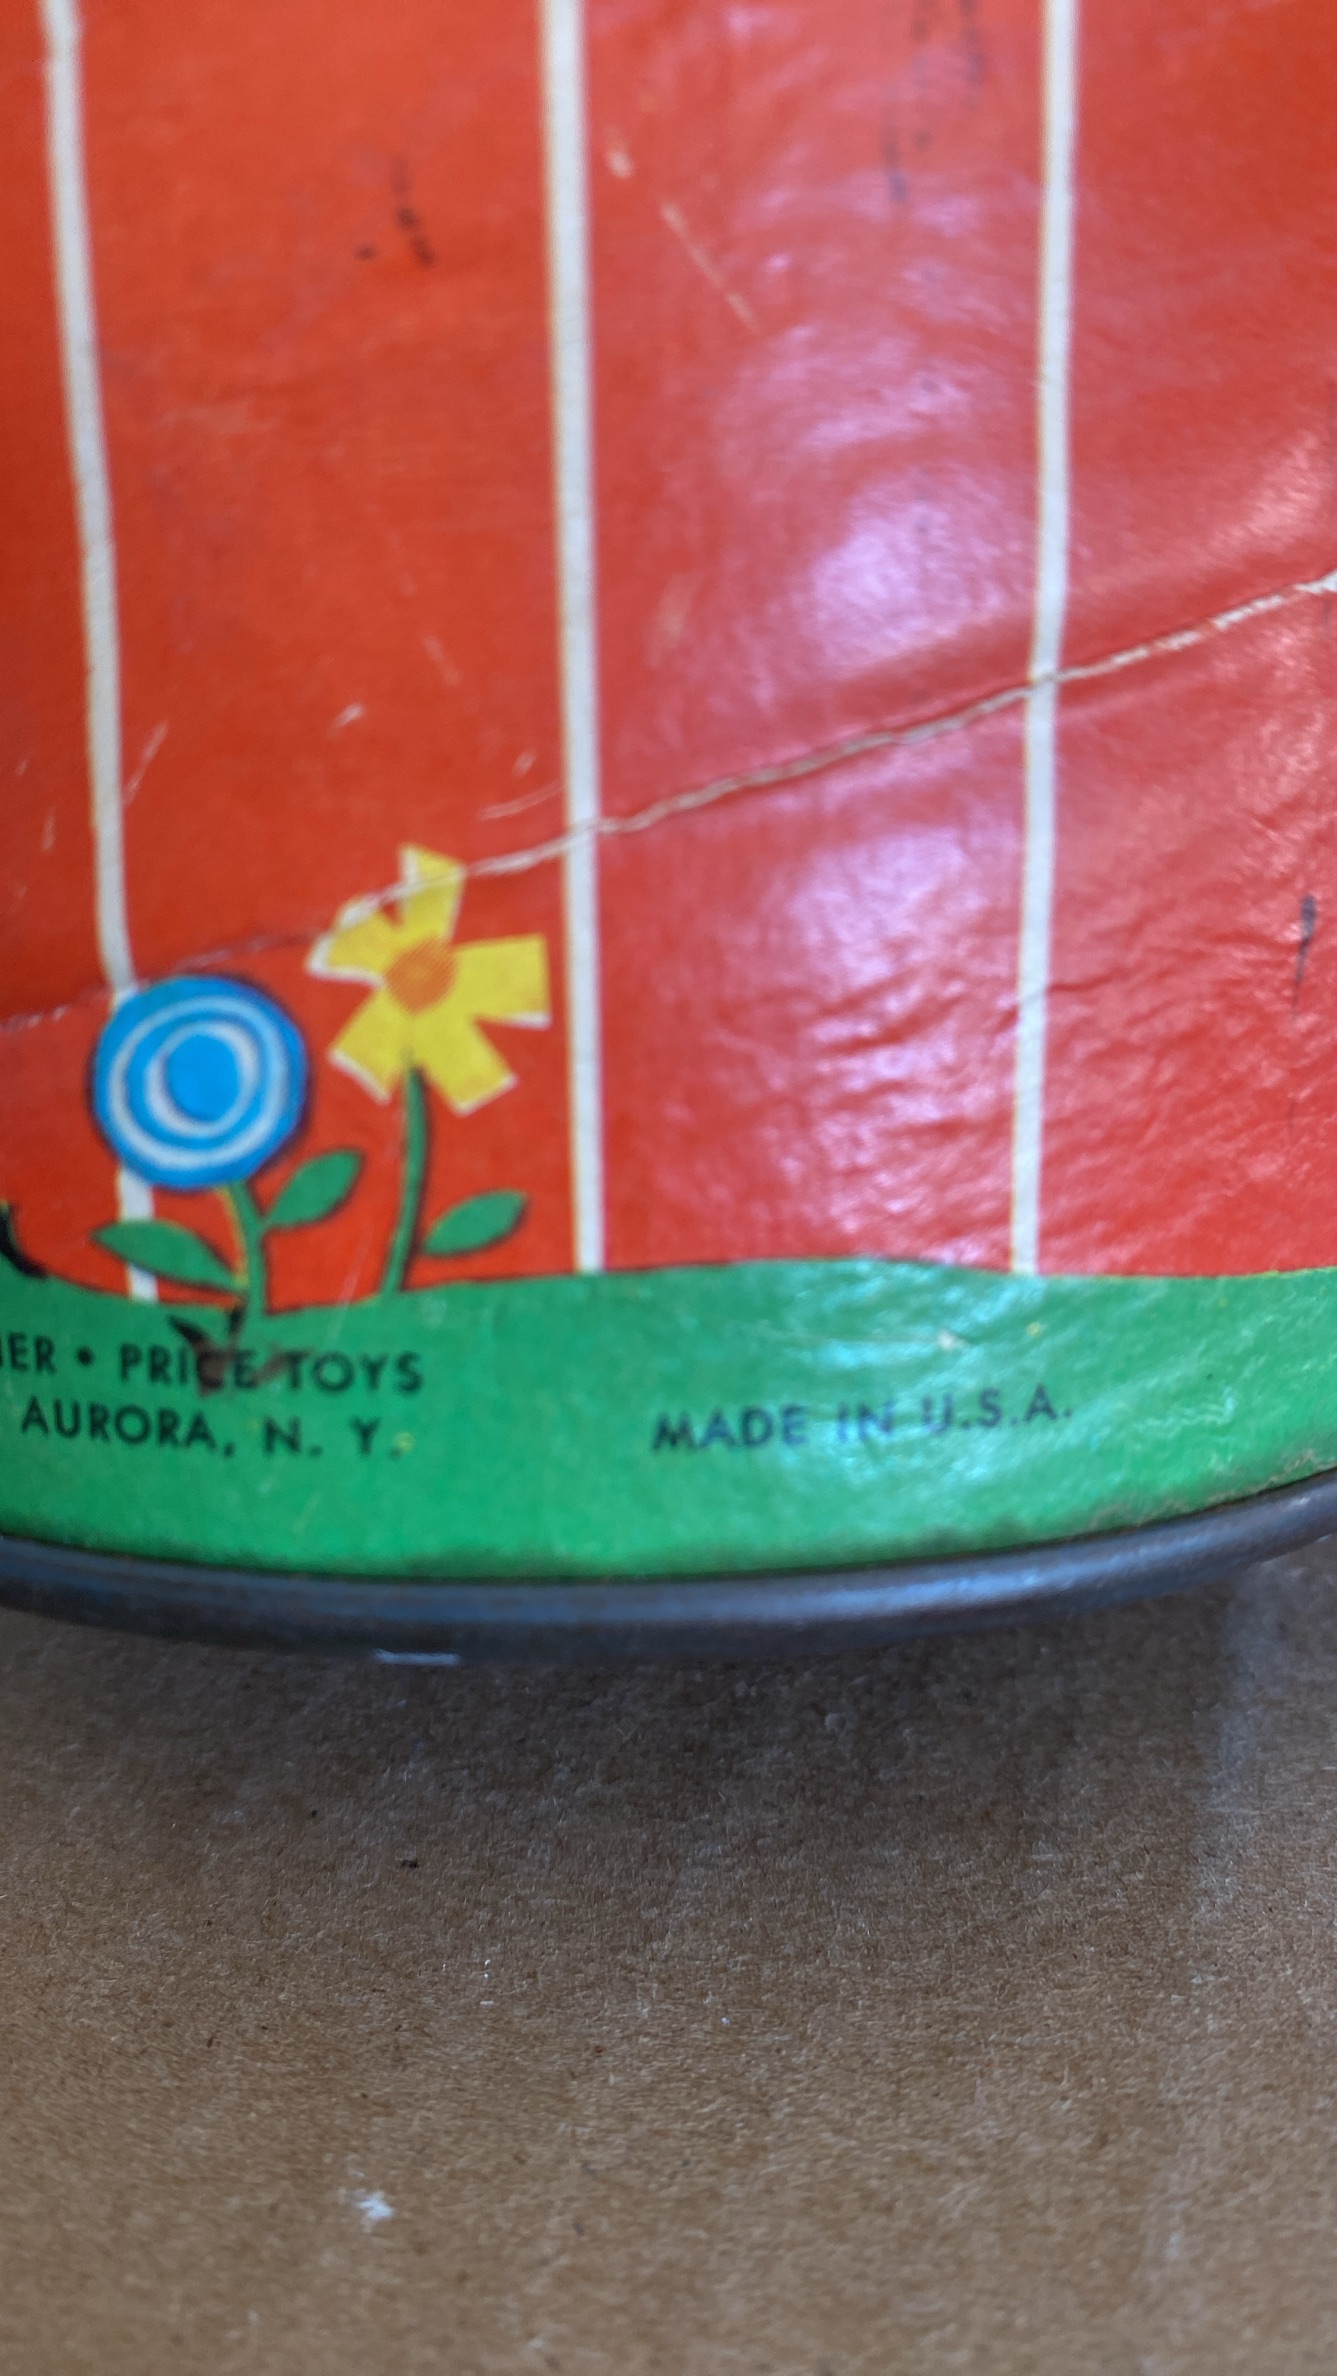 ER • PRICE TOYS
AURORA, N. Y.
MADE IN U.S.A.